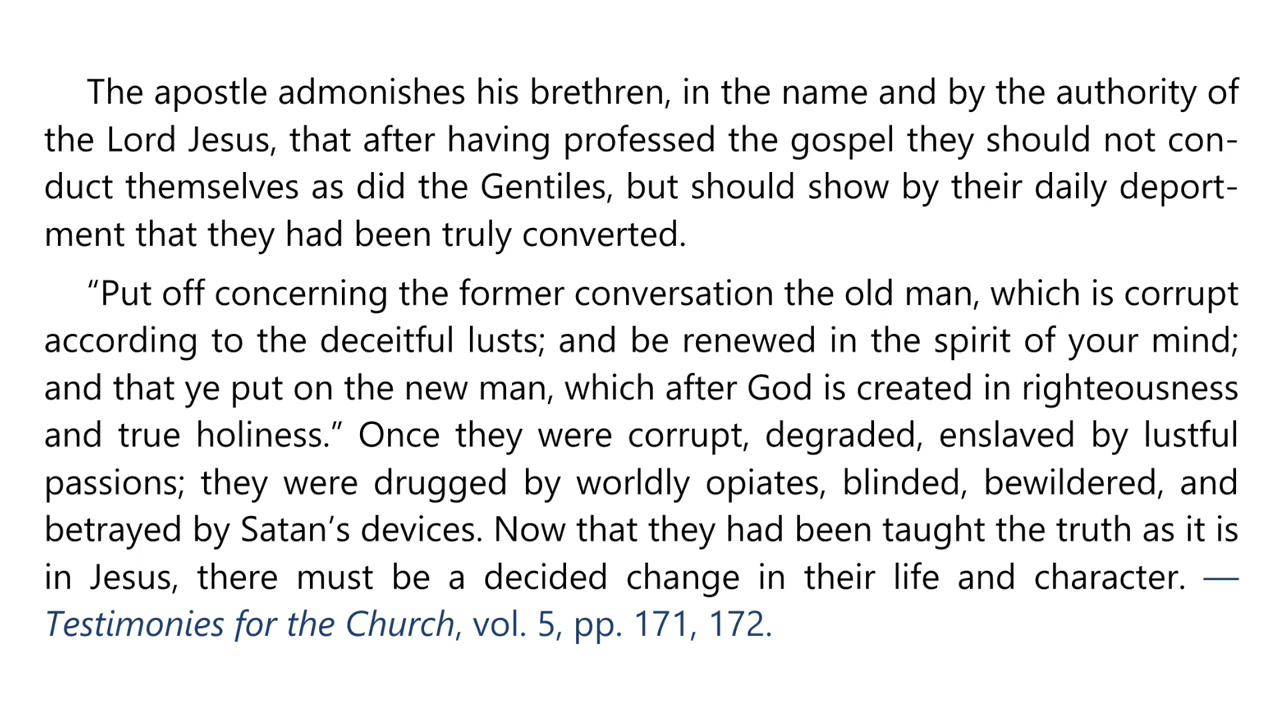 The apostle admonishes his brethren, in the name and by the authority of
the Lord Jesus, that after having professed the gospel they should not con-
duct themselves as did the Gentiles, but should show by their daily deport-
ment that they had been truly converted.
“Put off concerning the former conversation the old man, which is corrupt
according to the deceitful lusts; and be renewed in the spirit of your mind;
and that ye put on the new man, which after God is created in righteousness
and true holiness.” Once they were corrupt, degraded, enslaved by lustful
passions; they were drugged by worldly opiates, blinded, bewildered, and
betrayed by Satan’s devices. Now that they had been taught the truth as it is
in Jesus, there must be a decided change in their life and character. —
Testimonies for the Church, vol. 5, pp. 171, 172.